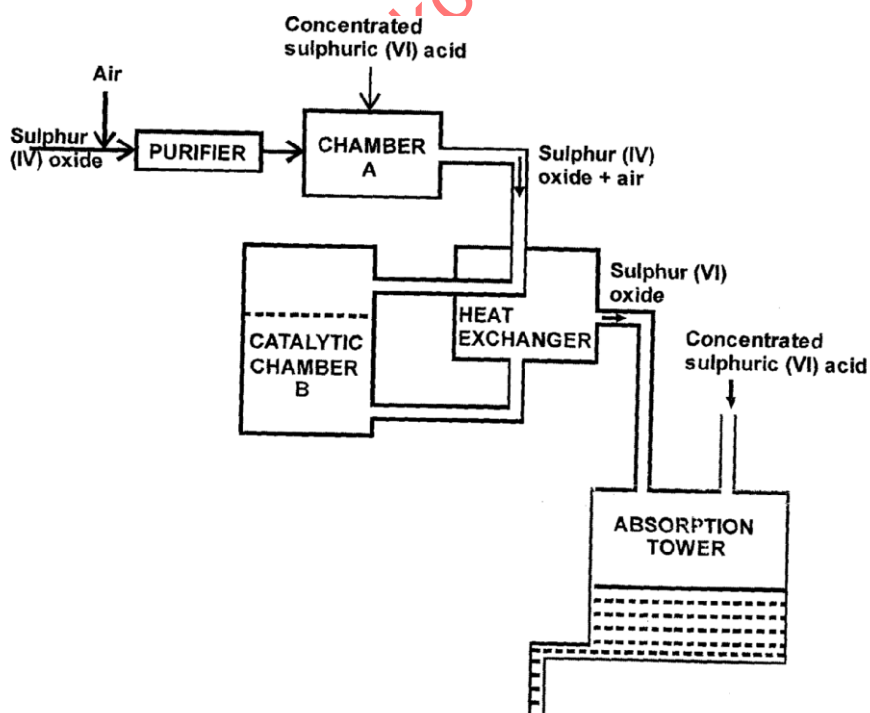 Concentrated
sulphuric (VI) acid
Air
Sulphur
(IV) oxide
PURIFIER
CHAMBER
A
Sulphur (IV)
oxide + air
Sulphur (VI)
oxide
HEAT
EXCHANGER
CATALYTIC
CHAMBER
B
Concentrated
sulphuric (VI) acid
ABSORPTION
TOWER